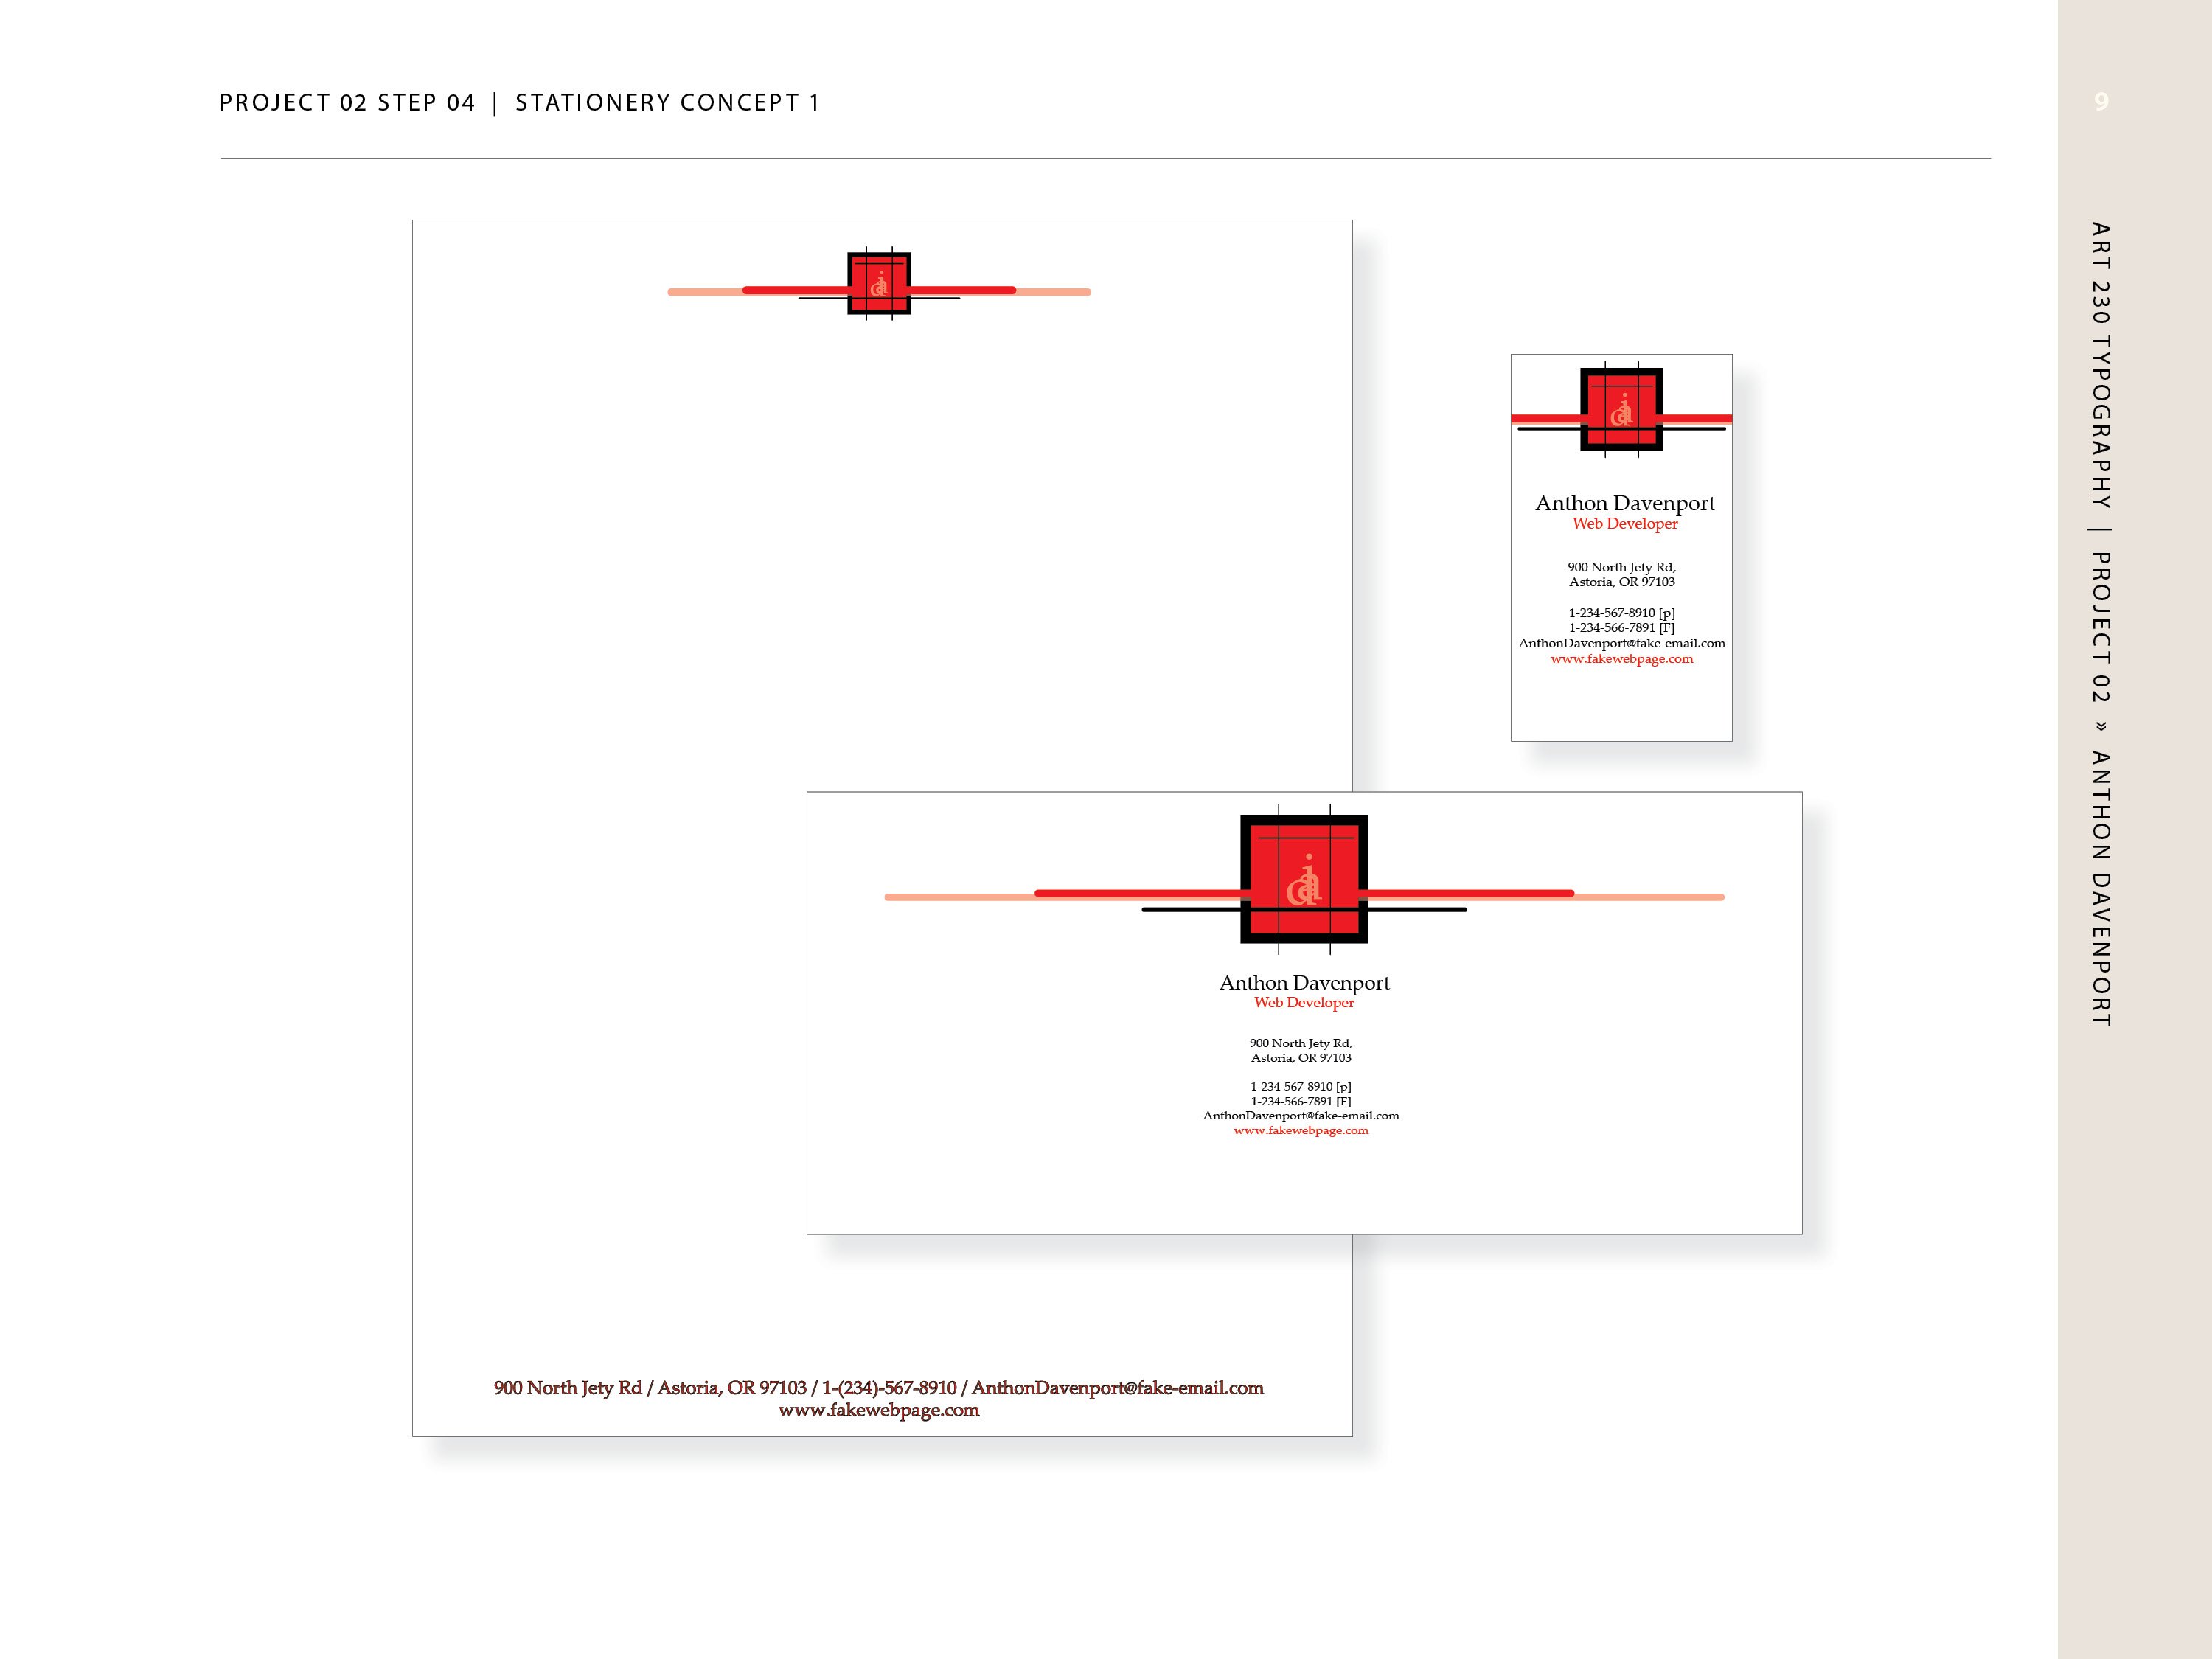 PROJECT 02 STEP 04 | STATIONERY CONCEPT 1
9
ART 230 TYPOGRAPHY | PROJECT 02 » ANTHON DAVENPORT
Anthon Davenport
Web Developer
900 North Jety Rd,
Astoria, OR 97103
1-234-567-8910 [p]
1-234-566-7891 [F]
AnthonDavenport@fake-email.com
www.fakewebpage.com
Anthon Davenport
Web Developer
900 North Jety Rd,
Astoria, OR 97103
1-234-567-8910 [p]
1-234-566-7891 [F]
AnthonDavenport@fake-email.com
www.fakewebpage.com
900 North Jety Rd / Astoria, OR 97103 / 1-(234)-567-8910 / AnthonDavenport@fake-email.com
www.fakewebpage.com